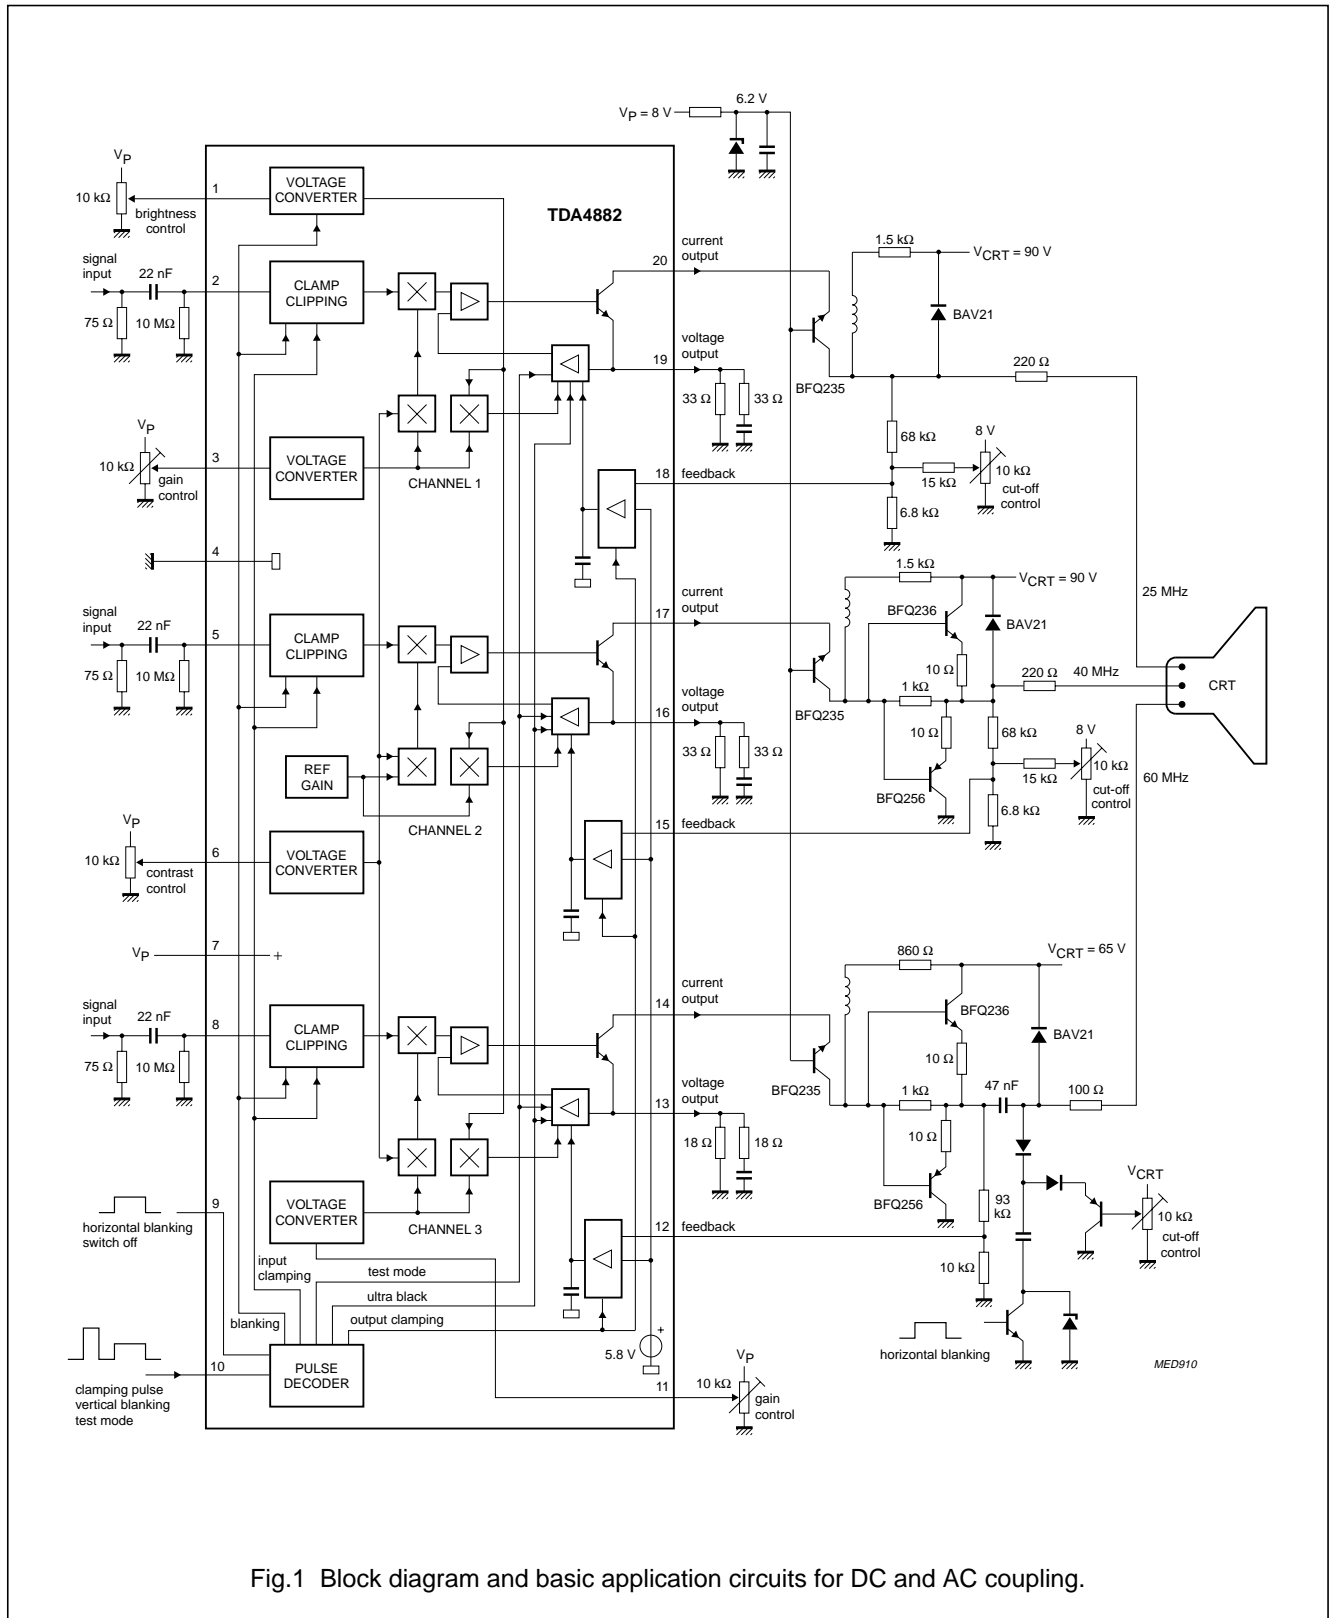 6.2 V
VP = 8 V
VP
10 kΩ
1
brightness
control
VOLTAGE
CONVERTER
TDA4882
signal
input
22 nF
75 Ω
10 MΩ
2
CLAMP
CLIPPING
20
current
output
1.5 kΩ
VCRT = 90 V
BAV21
BFQ235
19
voltage
output
33 Ω
33 Ω
220 Ω
VP
10 kΩ
3
gain
control
VOLTAGE
CONVERTER
CHANNEL 1
18
feedback
68 kΩ
15 kΩ
8 V
10 kΩ
cut-off
control
6.8 kΩ
4
signal
input
22 nF
75 Ω
10 MΩ
5
CLAMP
CLIPPING
17
current
output
1.5 kΩ
VCRT = 90 V
BFQ236
BAV21
10 Ω
25 MHz
BFQ235
1 kΩ
220 Ω
40 MHz
CRT
16
voltage
output
33 Ω
33 Ω
10 Ω
68 kΩ
BFQ256
15 kΩ
8 V
10 kΩ
cut-off
control
60 MHz
6.8 kΩ
REF
GAIN
CHANNEL 2
15
feedback
VP
10 kΩ
6
contrast
control
VOLTAGE
CONVERTER
VP
7
+
signal
input
22 nF
75 Ω
10 MΩ
8
CLAMP
CLIPPING
14
current
output
860 Ω
VCRT = 65 V
BFQ236
BAV21
10 Ω
BFQ235
1 kΩ
47 nF
100 Ω
13
voltage
output
18 Ω
18 Ω
10 Ω
BFQ256
93
kΩ
VCRT
10 kΩ
cut-off
control
9
horizontal blanking
switch off
VOLTAGE
CONVERTER
CHANNEL 3
12
feedback
10 kΩ
input
clamping
test mode
ultra black
blanking
output clamping
10
clamping pulse
vertical blanking
test mode
PULSE
DECODER
5.8 V
+
11
VP
10 kΩ
gain
control
horizontal blanking
MED910
Fig.1 Block diagram and basic application circuits for DC and AC coupling.